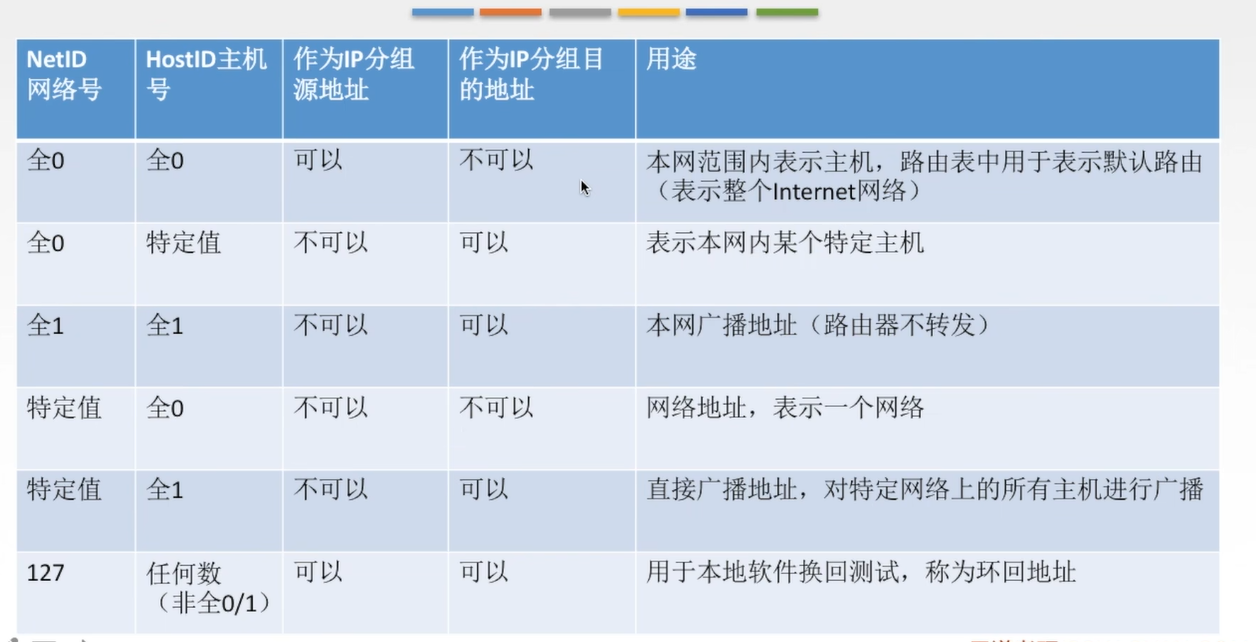 NetID
网络号
HostID主机
号
作为IP分组
源地址
作为IP分组目
的地址
用途
全0
全0
可以
不可以
本网范围内表示主机，路由表中用于表示默认路由
（表示整个Internet网络）
全0
特定值
不可以
可以
表示本网内某个特定主机
全1
全1
不可以
可以
本网广播地址（路由器不转发）
特定值
全0
不可以
不可以
网络地址，表示一个网络
特定值
全1
不可以
可以
直接广播地址，对特定网络上的所有主机进行广播
127
任何数
（非全0/1）
可以
可以
用于本地软件换回测试，称为环回地址